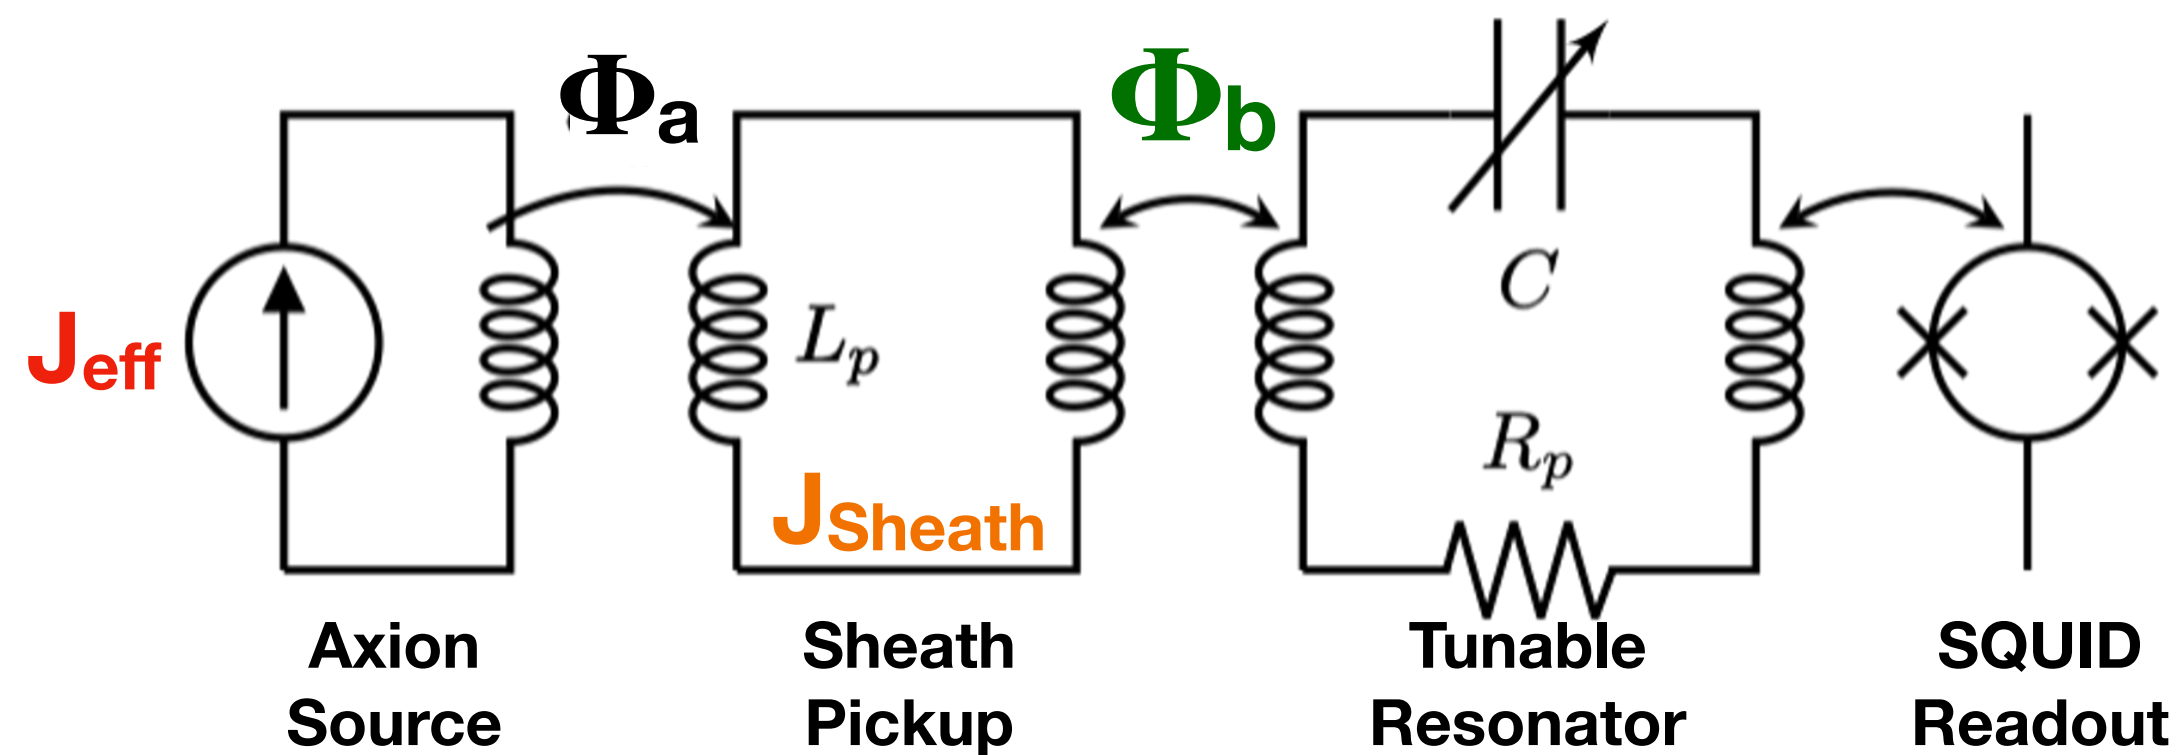 Φa
Φb
Jeff
Lp
C
Rp
JSheath
Axion
Source
Sheath
Pickup
Tunable
Resonator
SQUID
Readout